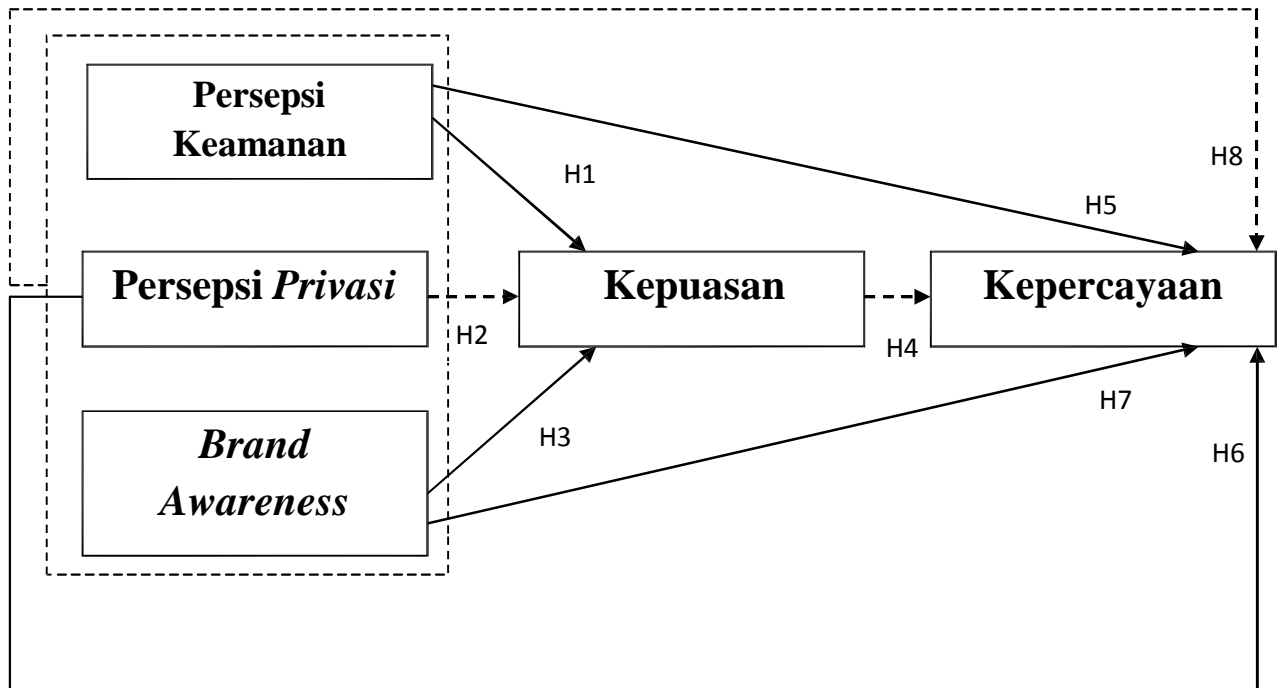 Persepsi
Keamanan
H1
H5
H8
Persepsi Privasi
H2
Kepuasan
H4
Kepercayaan
Brand
Awareness
H3
H7
H6